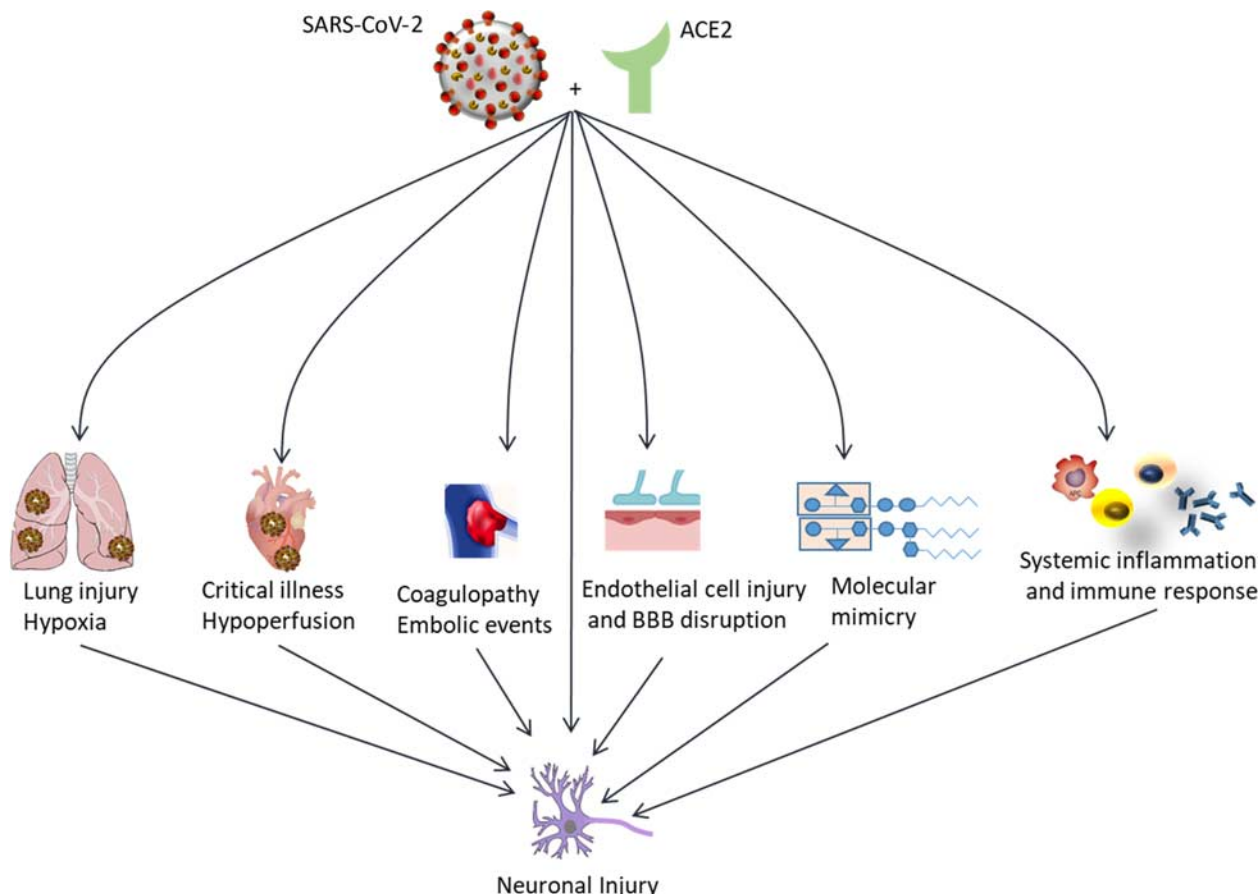 SARS-CoV-2
ACE2
+
Lung injury
Hypoxia
Critical illness
Hypoperfusion
Coagulopathy
Embolic events
Endothelial cell injury
and BBB disruption
Molecular
mimicry
APC
Systemic inflammation
and immune response
Neuronal Injury